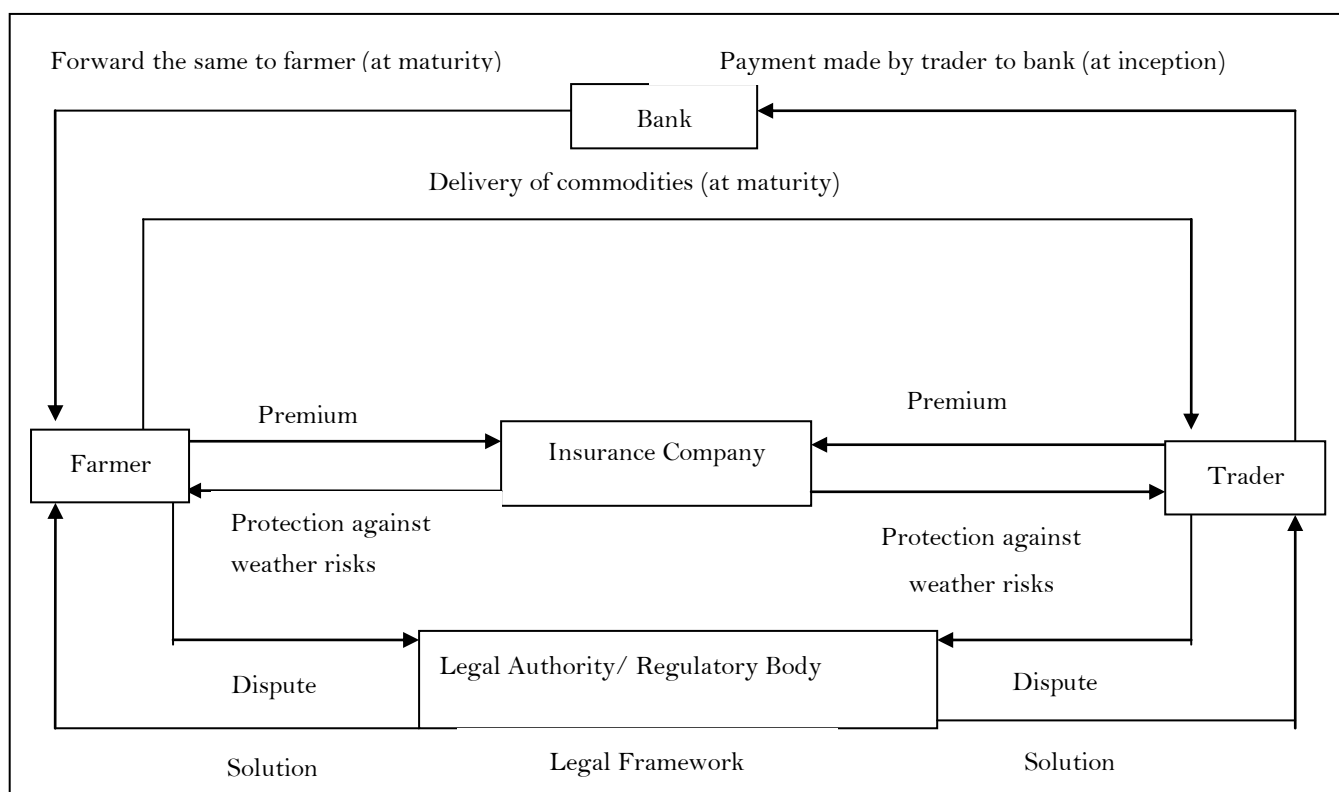 Forward the same to farmer (at maturity)
Payment made by trader to bank (at inception)
Bank
Delivery of commodities (at maturity)
Premium
Premium
Farmer
Insurance Company
Trader
Protection against
weather risks
Protection against
weather risks
Legal Authority/ Regulatory Body
Dispute
Dispute
Solution
Legal Framework
Solution